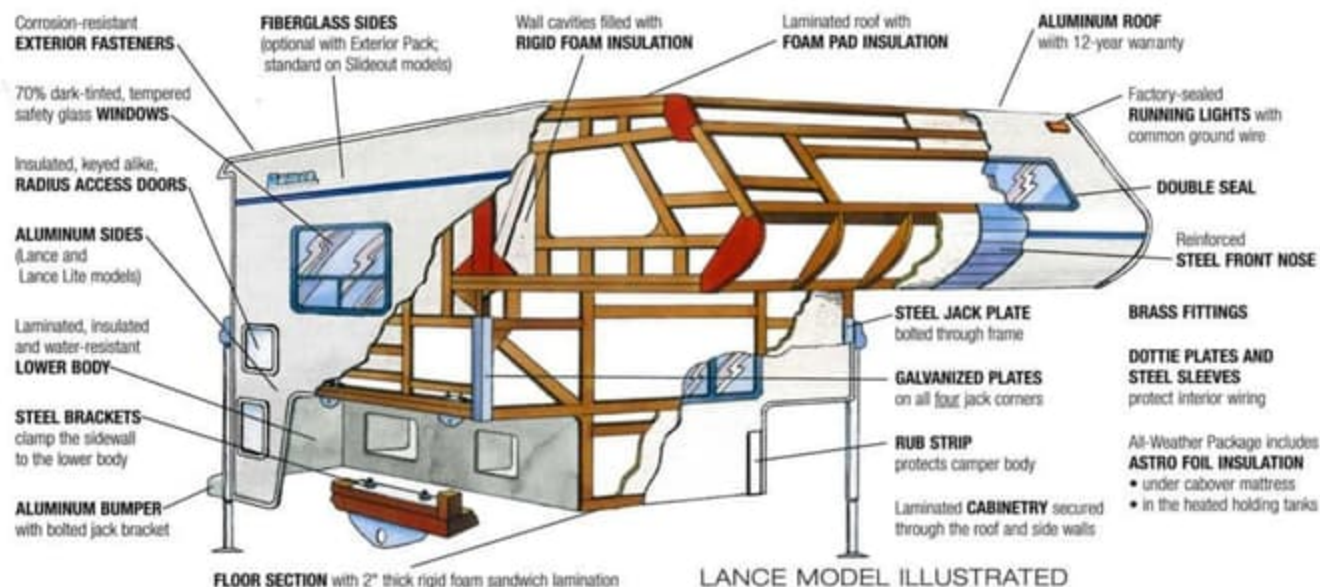 Corrosion-resistant
EXTERIOR FASTENERS
FIBERGLASS SIDES
(optional with Exterior Pack;
standard on Slideout models)
Wall cavities filled with
RIGID FOAM INSULATION
Laminated roof with
FOAM PAD INSULATION
ALUMINUM ROOF
wiith 12-year warranty
70% dark-tinted, tempered
safety glass WINDOWS
Factory-sealed
RUNNING LIGHTS with
common ground wire
Insulated, keyed alike,
RADIUS ACCESS DOORS
DOUBLE SEAL
ALUMINUM SIDES
(Lance and
Lance Lite models)
Reinforced
STEEL FRONT NOSE
Laminated, insulated
and water-resistant
LOWER BODY
STEEL JACK PLATE
bolted through frame
BRASS FITTINGS
GALVANIZED PLATES
on all four jack corners
DOTTIE PLATES AND
STEEL SLEEVES
protect interior wiring
STEEL BRACKETS
clamp the sidewall
to the lower body
RUB STRIP
protects camper body
All-Weather Package includes
ASTRO FOIL INSULATION
• under cabover mattress
• in the heated holding tanks
ALUMINUM BUMPER
with bolted jack bracket
Laminated CABINETRY secured
through the roof and side walls
FLOOR SECTION with 2" thick rigid foam sandwich lamination
LANCE MODEL ILLUSTRATED